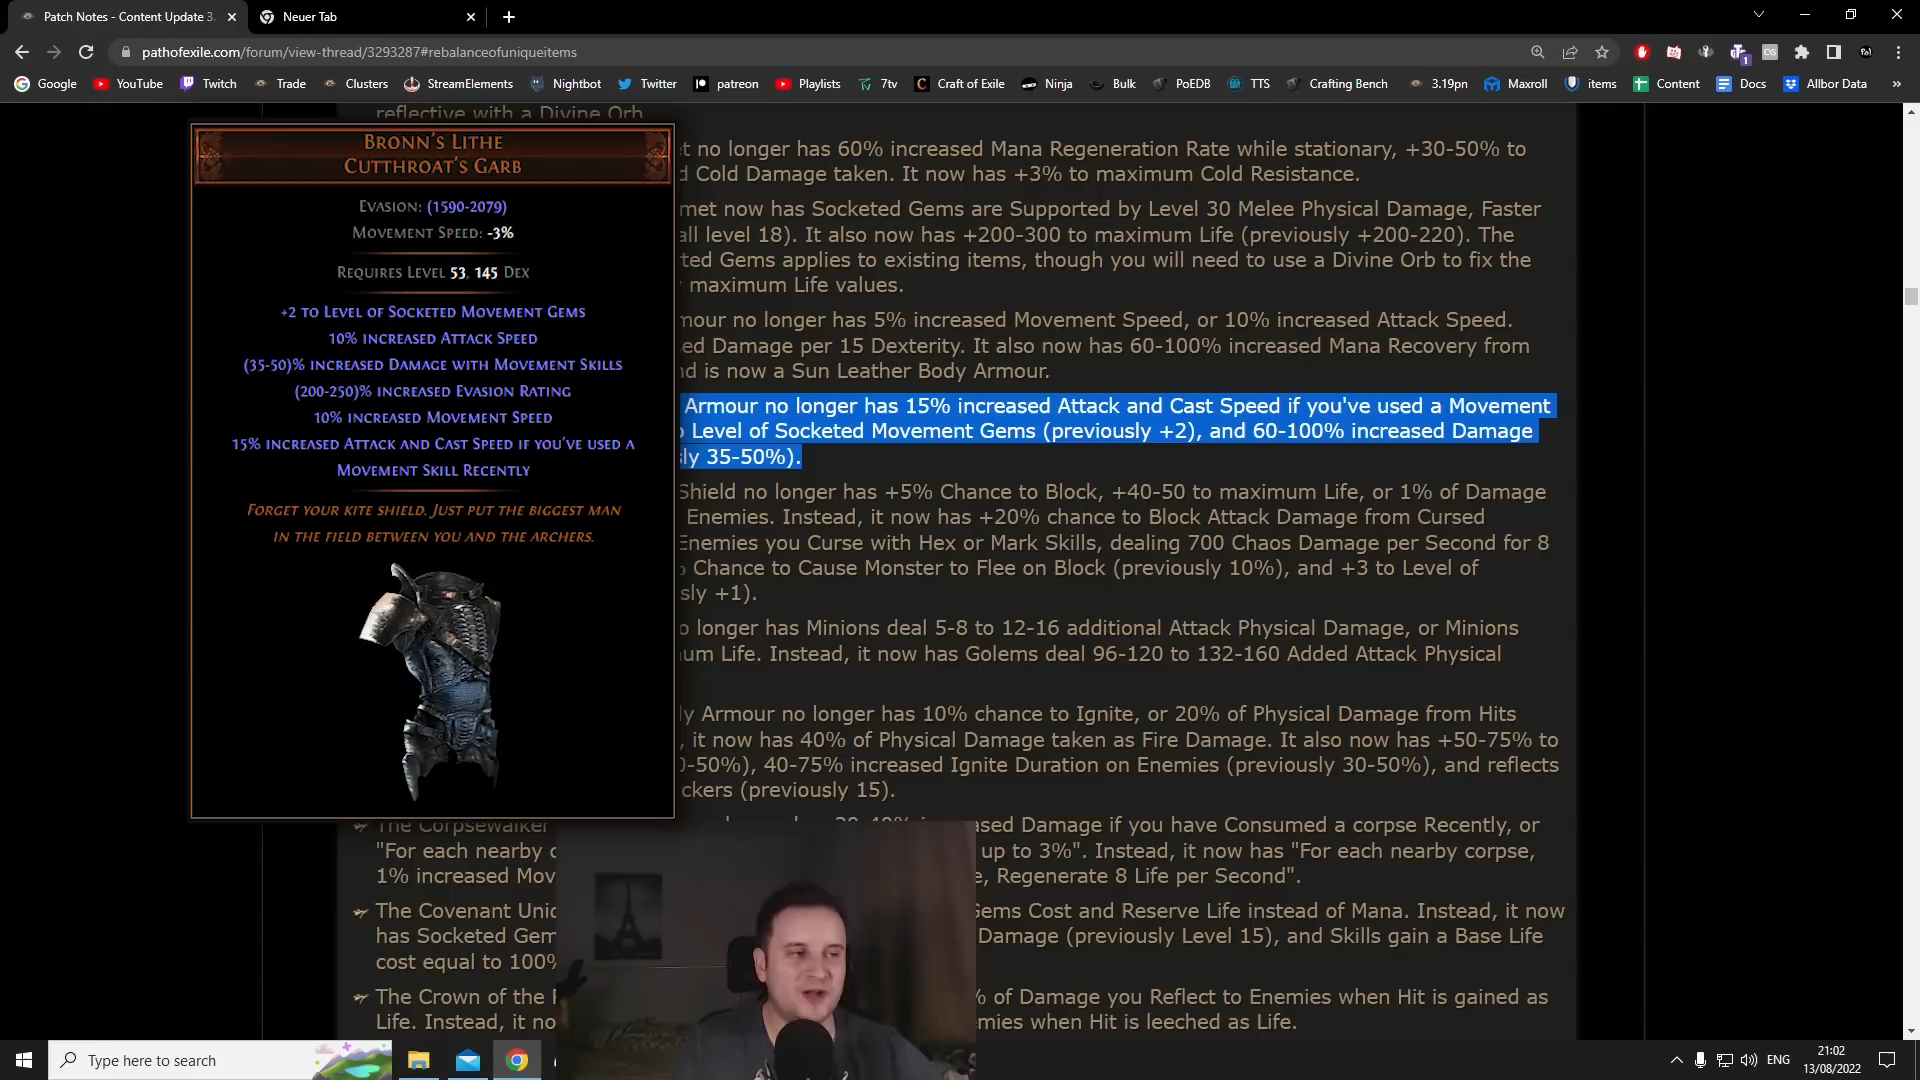 Patch Notes - Content Update 3.
Neuer Tab
pathofexile.com/forum/view-thread/3293287#rebalanceofuniqueitems
Google YouTube Twitch Trade Clusters StreamElements Nightbot Twitter patreon Playlists 7tv Craft of Exile Ninja Bulk PoEDB TTS Crafting Bench 3.19pn Maxroll items Content Docs Allbor Data »
reflective with a Divine Orb
no longer has 60% increased Mana Regeneration Rate while stationary, +30-50% to
Cold Damage taken. It now has +3% to maximum Cold Resistance.
now has Socketed Gems are Supported by Level 30 Melee Physical Damage, Faster
all level 18). It also now has +200-300 to maximum Life (previously +200-220). The
Gems applies to existing items, though you will need to use a Divine Orb to fix the
maximum Life values.
no longer has 5% increased Movement Speed, or 10% increased Attack Speed.
Damage per 15 Dexterity. It also now has 60-100% increased Mana Recovery from
is now a Sun Leather Body Armour.
Armour no longer has 15% increased Attack and Cast Speed if you've used a Movement
Level of Socketed Movement Gems (previously +2), and 60-100% increased Damage
35-50%).
Shield no longer has +5% Chance to Block, +40-50 to maximum Life, or 1% of Damage
Enemies. Instead, it now has +20% chance to Block Attack Damage from Cursed
Enemies you Curse with Hex or Mark Skills, dealing 700 Chaos Damage per Second for 8
Chance to Cause Monster to Flee on Block (previously 10%), and +3 to Level of
+1).
longer has Minions deal 5-8 to 12-16 additional Attack Physical Damage, or Minions
Life. Instead, it now has Golems deal 96-120 to 132-160 Added Attack Physical
Armour no longer has 10% chance to Ignite, or 20% of Physical Damage from Hits
, it now has 40% of Physical Damage taken as Fire Damage. It also now has +50-75% to
40-75% increased Ignite Duration on Enemies (previously 30-50%), and reflects
(previously 15).
The Corpsewalker
Damage if you have Consumed a corpse Recently, or
"For each nearby
up to 3%". Instead, it now has "For each nearby corpse,
1% increased
Regenerate 8 Life per Second".
The Covenant
Gems Cost and Reserve Life instead of Mana. Instead, it now
has Socketed
Damage (previously Level 15), and Skills gain a Base Life
cost equal to 100%
The Crown of the
of Damage you Reflect to Enemies when Hit is gained as
Life. Instead, it
when Hit is leeched as Life.
BRONN'S LITHE
CUTTHROAT'S GARB
EVASION: (1590-2079)
MOVEMENT SPEED: -3%
REQUIRES LEVEL 53, 145 DEX
+2 TO LEVEL OF SOCKETED MOVEMENT GEMS
10% INCREASED ATTACK SPEED
(35-50)% INCREASED DAMAGE WITH MOVEMENT SKILLS
(200-250)% INCREASED EVASION RATING
10% INCREASED MOVEMENT SPEED
15% INCREASED ATTACK AND CAST SPEED IF YOU'VE USED A
MOVEMENT SKILL RECENTLY
FORGET YOUR KITE SHIELD. JUST PUT THE BIGGEST MAN
IN THE FIELD BETWEEN YOU AND THE ARCHERS.
Type here to search
ENG
21:02
13/08/2022